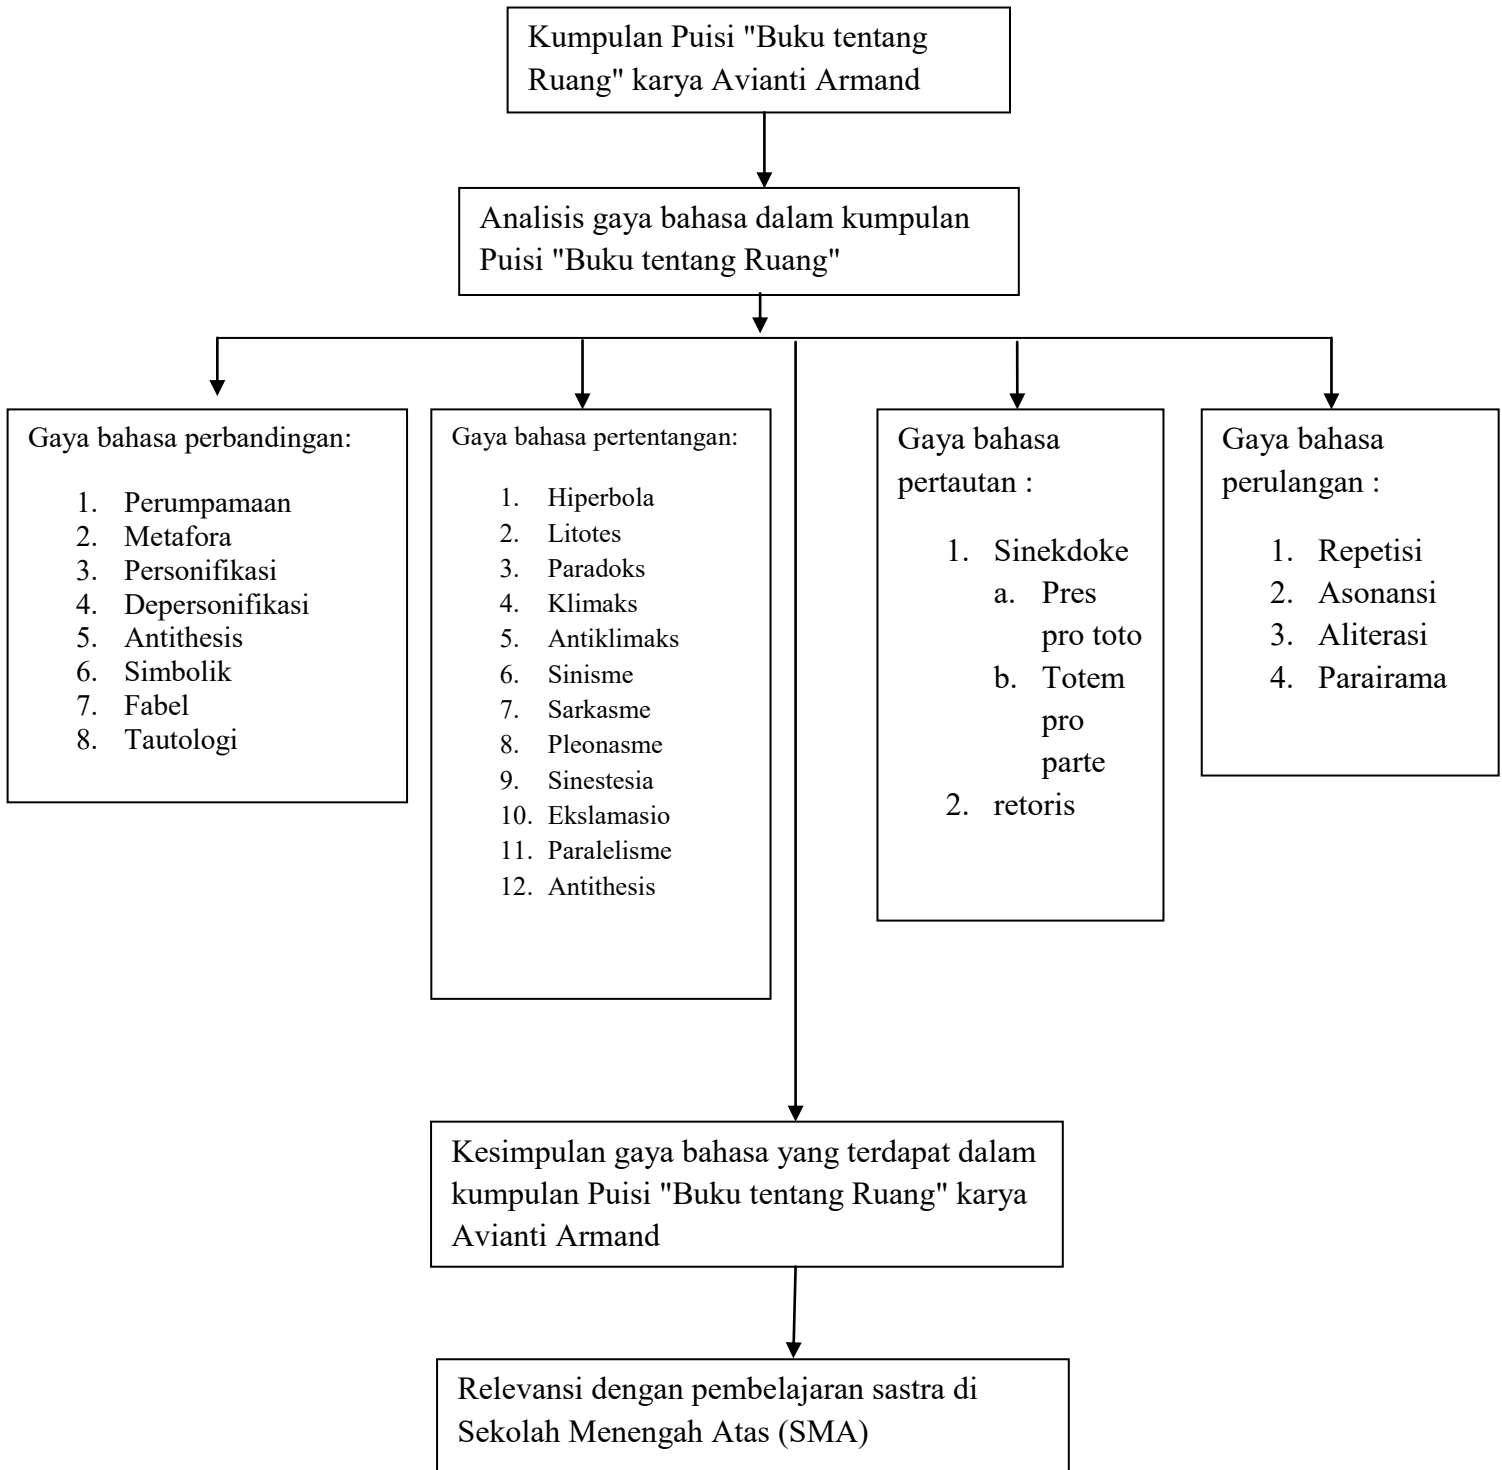 Kumpulan Puisi "Buku tentang
Ruang" karya Avianti Armand
Analisis gaya bahasa dalam kumpulan
Puisi "Buku tentang Ruang"
Gaya bahasa perbandingan:
1. Perumpamaan
2. Metafora
3. Personifikasi
4. Depersonifikasi
5. Antithesis
6. Simbolik
7. Fabel
8. Tautologi
Gaya bahasa pertentangan:
1. Hiperbola
2. Litotes
3. Paradoks
4. Klimaks
5. Antiklimaks
6. Sinisme
7. Sarkasme
8. Pleonasme
9. Sinestesia
10. Ekslamasio
11. Paralelisme
12. Antithesis
Gaya bahasa
pertautan :
1. Sinekdoke
a. Pres
pro toto
b. Totem
pro
parte
2. retoris
Gaya bahasa
perulangan :
1. Repetisi
2. Asonansi
3. Aliterasi
4. Parairama
Kesimpulan gaya bahasa yang terdapat dalam
kumpulan Puisi "Buku tentang Ruang" karya
Avianti Armand
Relevansi dengan pembelajaran sastra di
Sekolah Menengah Atas (SMA)